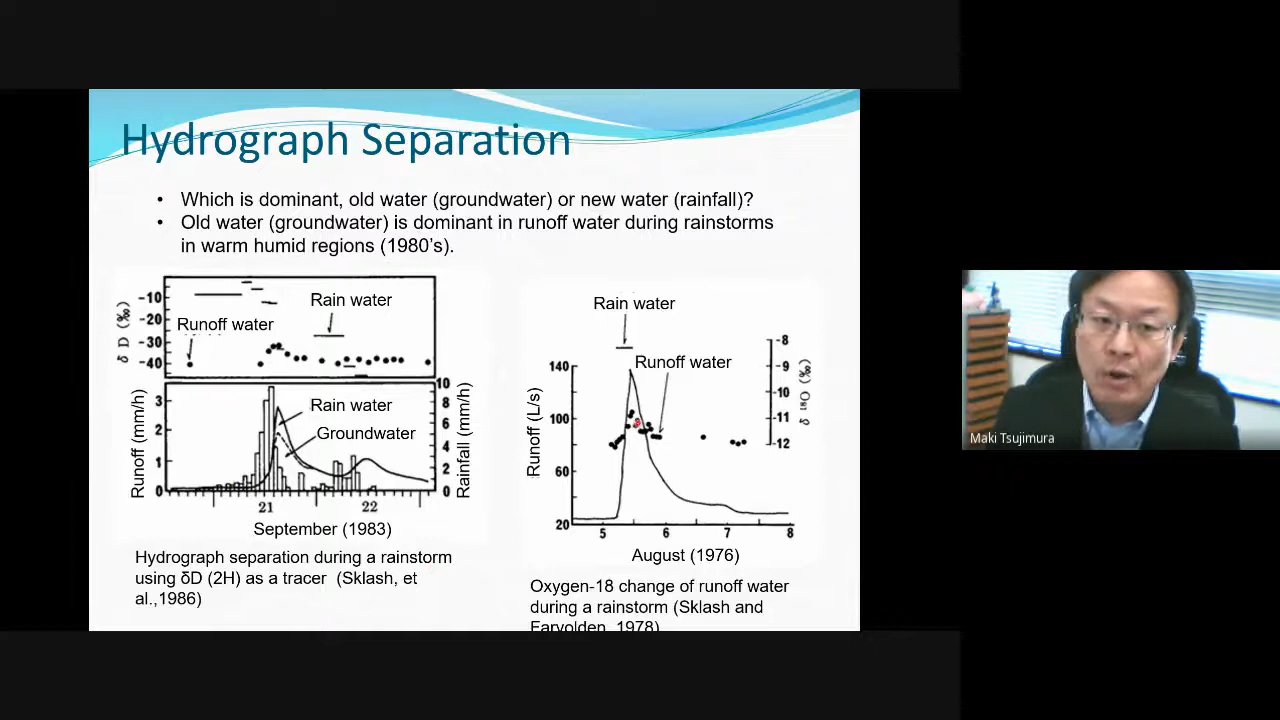 Hydrograph Separation
• Which is dominant, old water (groundwater) or new water (rainfall)?
• Old water (groundwater) is dominant in runoff water during rainstorms
in warm humid regions (1980's).
Rain water
Runoff water
δ D (‰)
-10
-20
-30
-40
Runoff (mm/h)
3
2
1
0
Rain water
Groundwater
10
8
6
4
2
0
Rainfall (mm/h)
21
22
September (1983)
Hydrograph separation during a rainstorm
using δD (2H) as a tracer (Sklash, et
al.,1986)
Rain water
Runoff water
Runoff (L/s)
140
100
60
20
-8
-9
-10
-11
-12
δ 18O (‰)
5
6
7
8
August (1976)
Oxygen-18 change of runoff water
during a rainstorm (Sklash and
Farvolden, 1978)
Maki Tsujimura